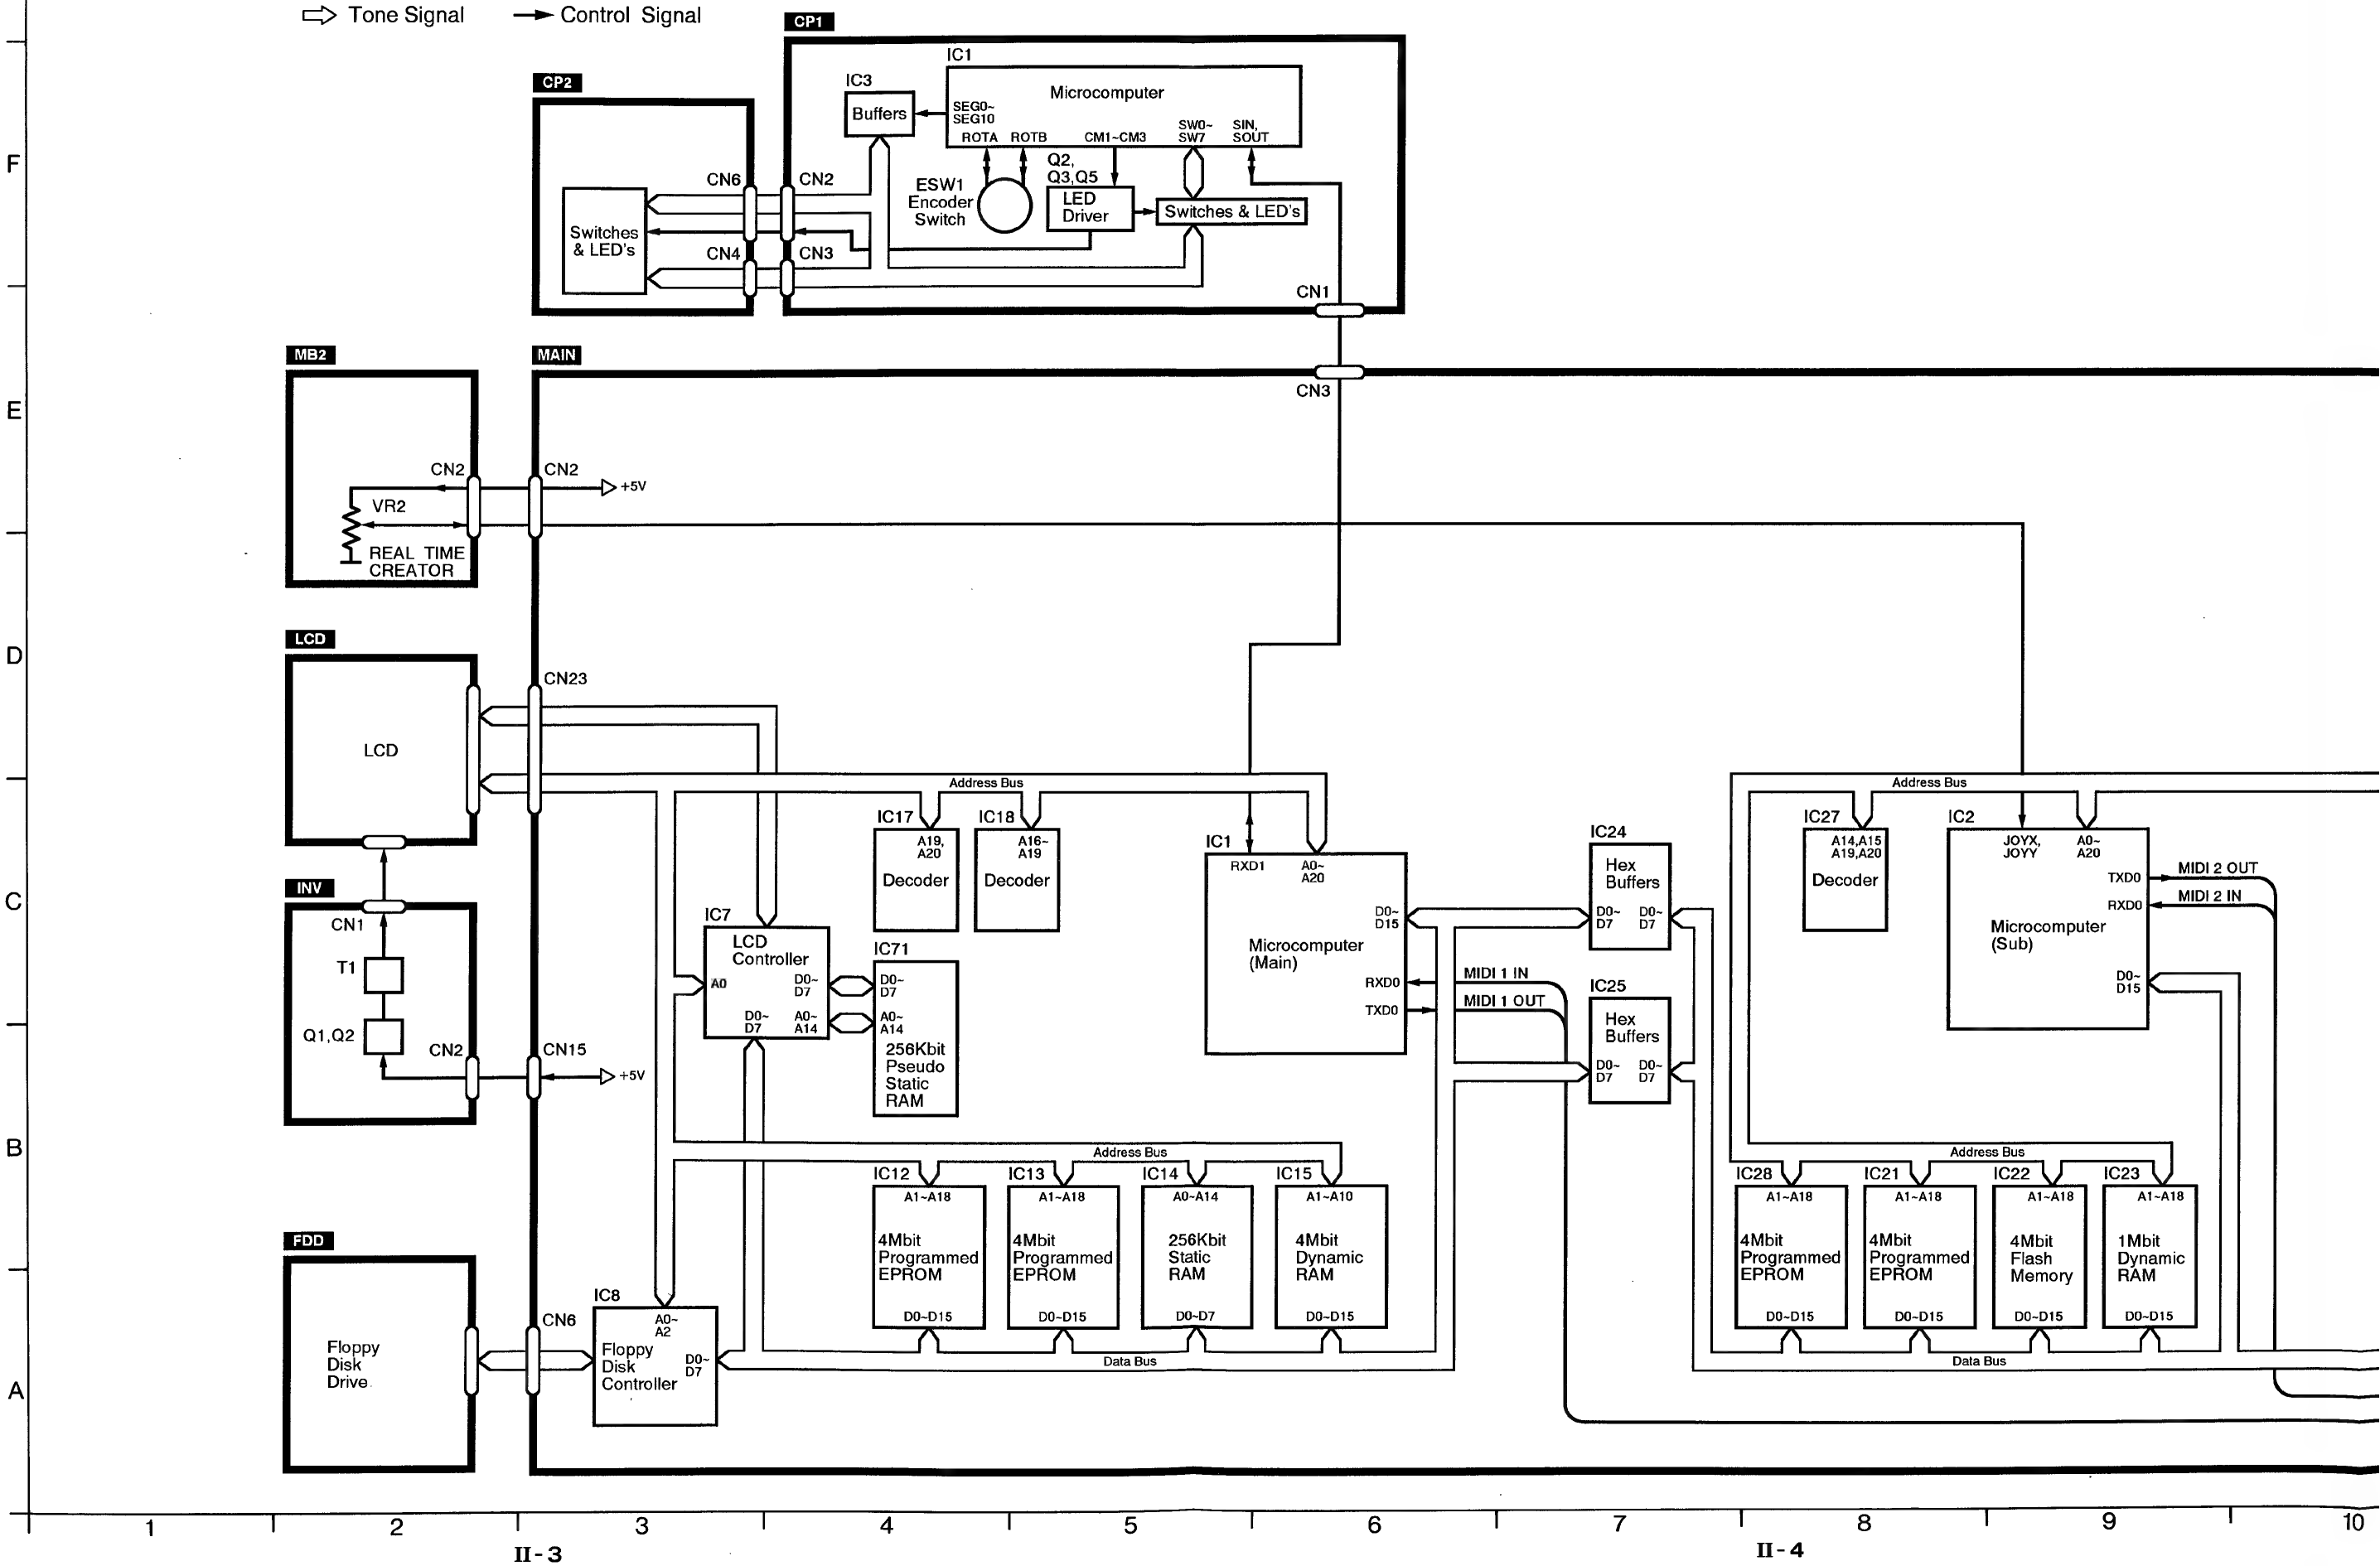 Tone Signal
Control Signal
CP1
CP2
IC1
Microcomputer
SEG0~
SEG10
ROTA
ROTB
CM1~CM3
SW0~
SW7
SIN,
SOUT
IC3
Buffers
Q2,
Q3,Q5
LED
Driver
ESW1
Encoder
Switch
Switches & LED's
Switches
& LED's
CN6
CN2
CN4
CN3
CN1
F
MB2
MAIN
CN3
E
CN2
CN2
+5V
VR2
REAL TIME
CREATOR
LCD
D
CN23
LCD
Address Bus
Address Bus
IC17
A19,
A20
Decoder
IC18
A16~
A19
Decoder
IC1
RXD1
A0~
A20
D0~
D15
Microcomputer
(Main)
RXD0
TXD0
MIDI 1 IN
MIDI 1 OUT
IC24
Hex
Buffers
D0~
D7
D0~
D7
IC25
Hex
Buffers
D0~
D7
D0~
D7
IC27
A14,A15
A19,A20
Decoder
IC2
JOYX,
JOYY
A0~
A20
TXD0
RXD0
MIDI 2 OUT
MIDI 2 IN
Microcomputer
(Sub)
D0~
D15
C
INV
CN1
T1
Q1,Q2
CN2
CN15
+5V
IC7
LCD
Controller
A0
D0~
D7
D0~
D7
A0~
A14
IC71
D0~
D7
A0~
A14
256Kbit
Pseudo
Static
RAM
B
Address Bus
Address Bus
IC12
A1~A18
4Mbit
Programmed
EPROM
D0~D15
IC13
A1~A18
4Mbit
Programmed
EPROM
D0~D15
IC14
A0~A14
256Kbit
Static
RAM
D0~D7
IC15
A1~A10
4Mbit
Dynamic
RAM
D0~D15
IC28
A1~A18
4Mbit
Programmed
EPROM
D0~D15
IC21
A1~A18
4Mbit
Programmed
EPROM
D0~D15
IC22
A1~A18
4Mbit
Flash
Memory
D0~D15
IC23
A1~A18
1Mbit
Dynamic
RAM
D0~D15
FDD
Floppy
Disk
Drive
CN6
IC8
A0~
A2
Floppy
Disk
Controller
D0~
D7
Data Bus
Data Bus
A
1
2
3
4
5
6
7
8
9
10
II-3
II-4